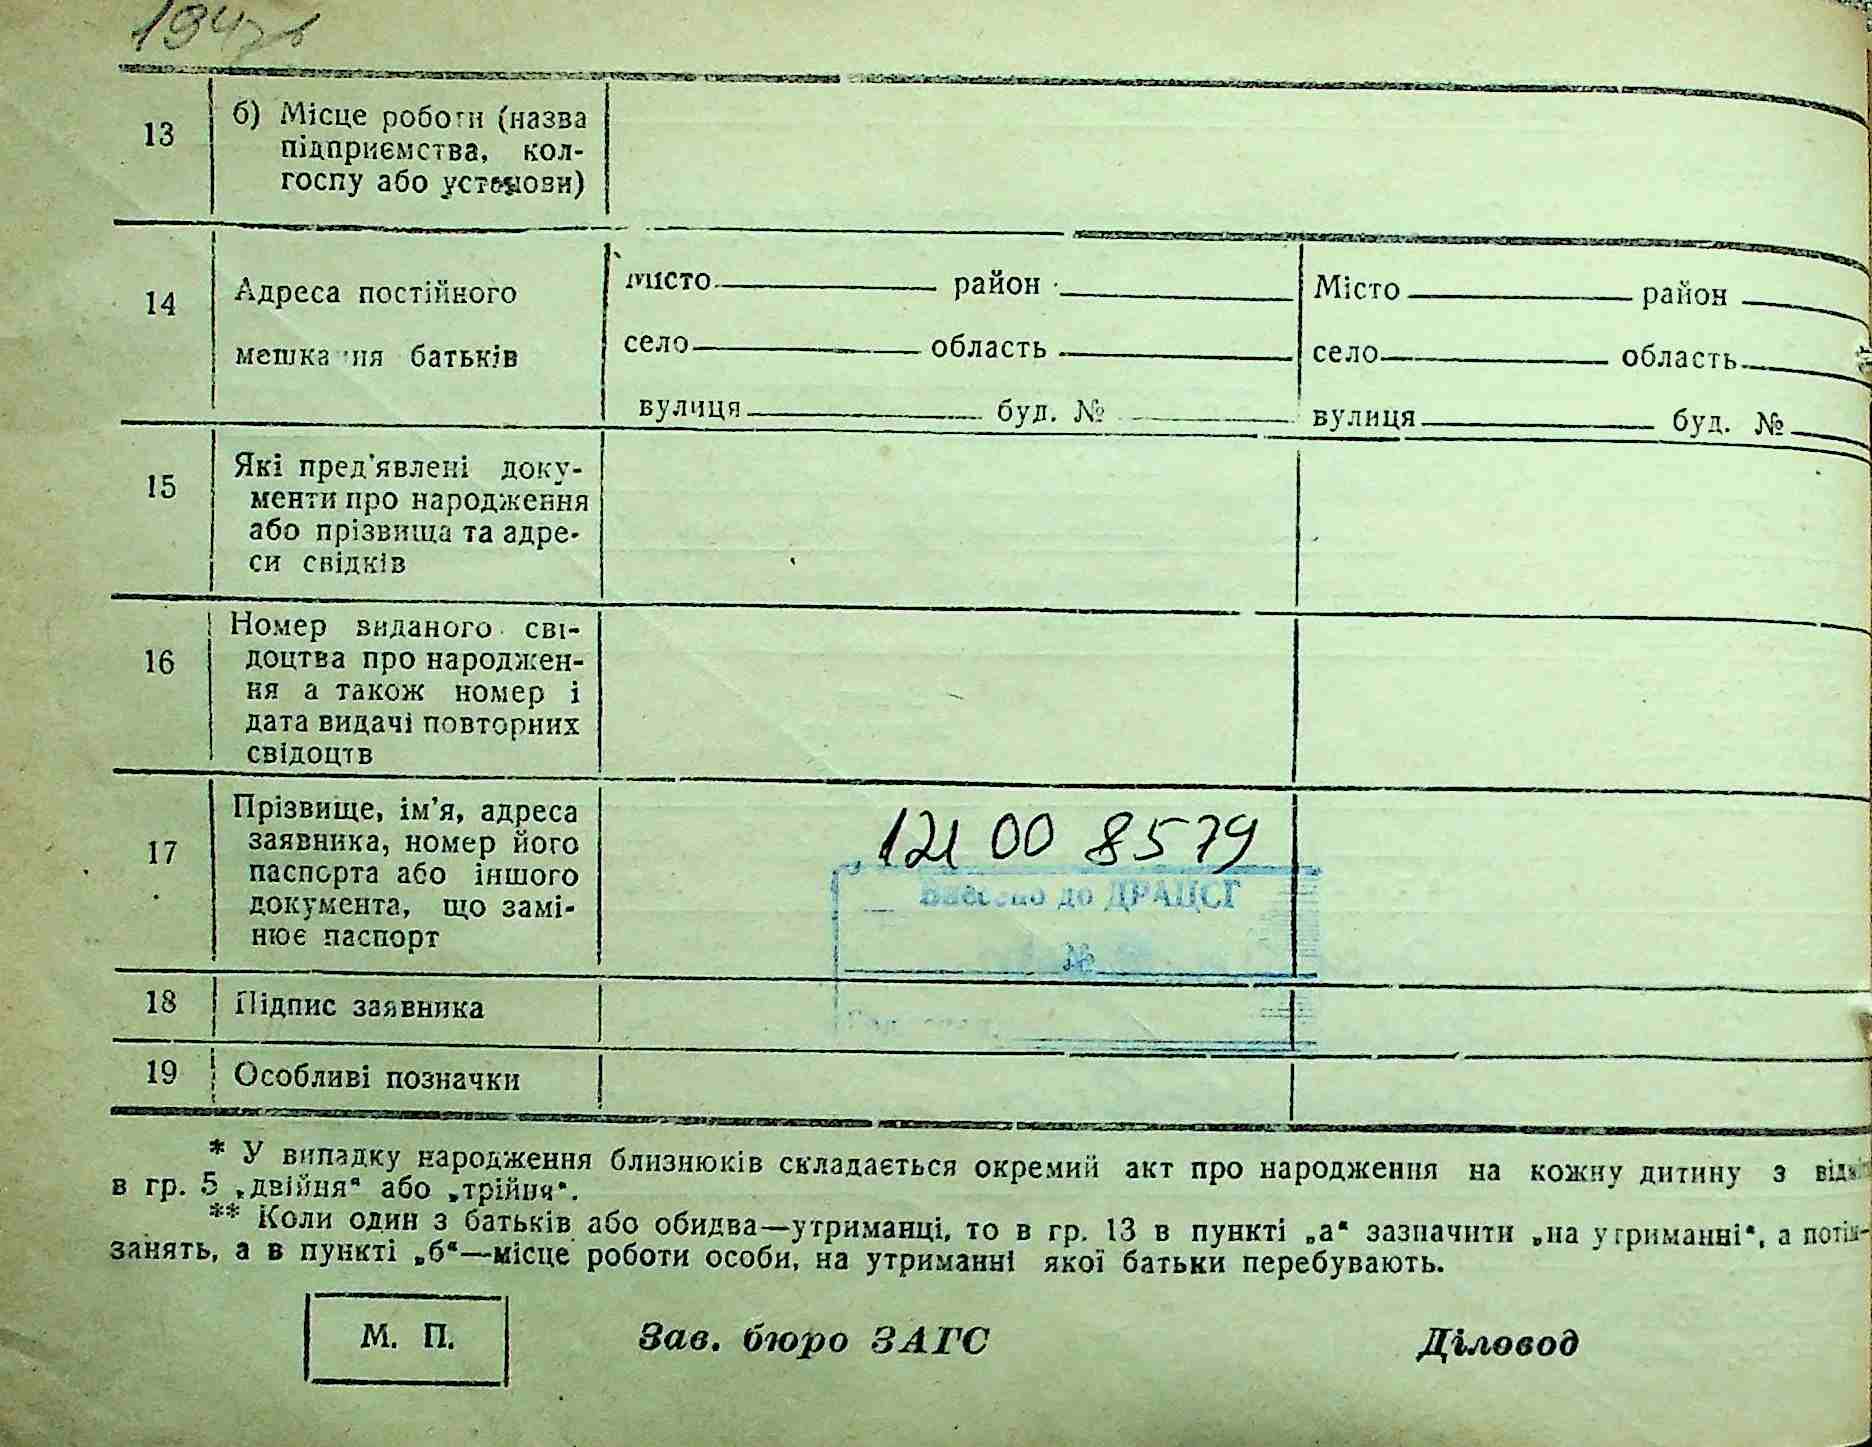 13
б) Місце роботи (назва
підприємства, кол-
госпу або установи)
14
Адреса постійного
мешкання батьків
місто район
село область
вулиця буд. №
Місто район
село область
вулиця буд. №
15
Які пред'явлені доку-
менти про народження
або прізвища та адре-
си свідків
16
Номер виданого сві-
доцтва про народжен-
ня а також номер і
дата видачі повторних
свідоцтв
17
Прізвище, ім'я, адреса
заявника, номер його
паспорта або іншого
документа, що замі-
нює паспорт
121 00 8579
Внесено до ДРАЦСГ
№
18
Підпис заявника
19
Особливі позначки
* У випадку народження близнюків складається окремий акт про народження на кожну дитину з
в гр. 5 „двійня" або „трійня".
** Коли один з батьків або обидва—утриманці, то в гр. 13 в пункті „а" зазначити „на утриманні", а
занять, а в пункті „б"—місце роботи особи, на утриманні якої батьки перебувають.
М. П.
Зав. бюро ЗАГС
Діловод